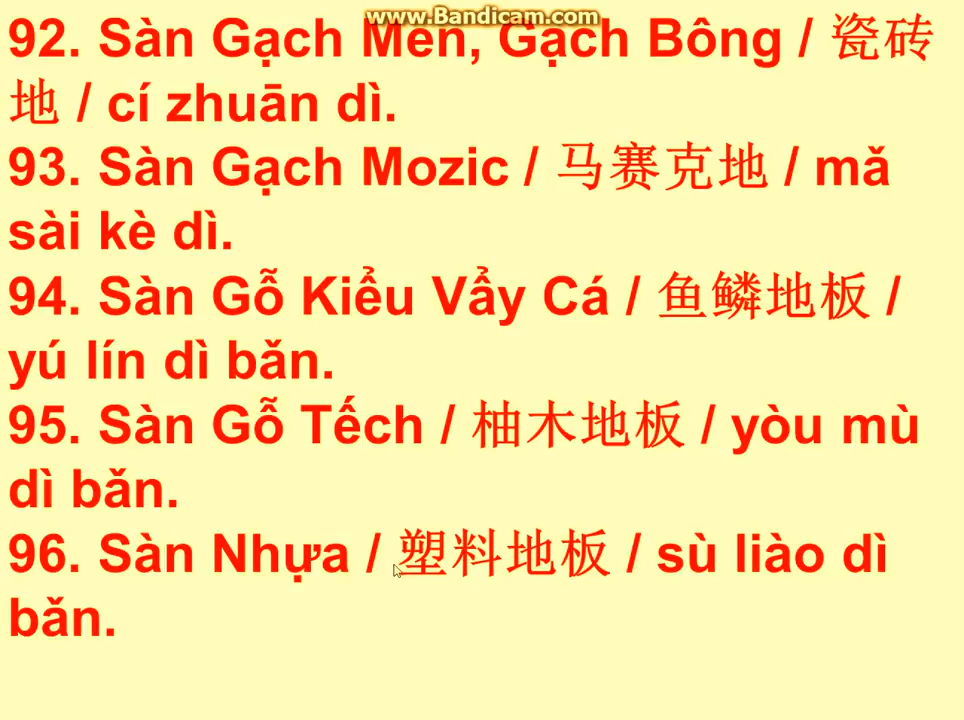 www.Bandicam.com
92. Sàn Gạch Men, Gạch Bông / 瓷砖
地 / cí zhuān dì.
93. Sàn Gạch Mozic / 马赛克地 / mǎ
sài kè dì.
94. Sàn Gỗ Kiểu Vẩy Cá / 鱼鳞地板 /
yú lín dì bǎn.
95. Sàn Gỗ Tếch / 柚木地板 / yòu mù
dì bǎn.
96. Sàn Nhựa / 塑料地板 / sù liào dì
bǎn.